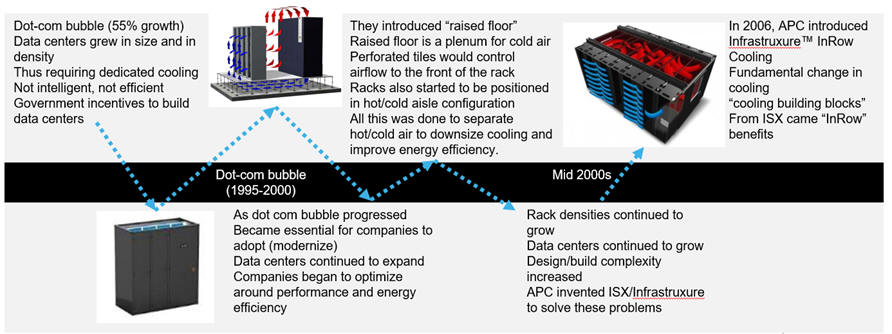 Dot-com bubble (55% growth)
Data centers grew in size and in
density
Thus requiring dedicated cooling
Not intelligent, not efficient
Government incentives to build
data centers
They introduced “raised floor”
Raised floor is a plenum for cold air
Perforated tiles would control
airflow to the front of the rack
Racks also started to be positioned
in hot/cold aisle configuration
All this was done to separate
hot/cold air to downsize cooling and
improve energy efficiency.
In 2006, APC introduced
Infrastruxure™ InRow
Cooling
Fundamental change in
cooling
“cooling building blocks”
From ISX came “InRow”
benefits
Dot-com bubble
(1995-2000)
Mid 2000s
As dot com bubble progressed
Became essential for companies to
adopt (modernize)
Data centers continued to expand
Companies began to optimize
around performance and energy
efficiency
Rack densities continued to
grow
Data centers continued to grow
Design/build complexity
increased
APC invented ISX/Infrastruxure
to solve these problems